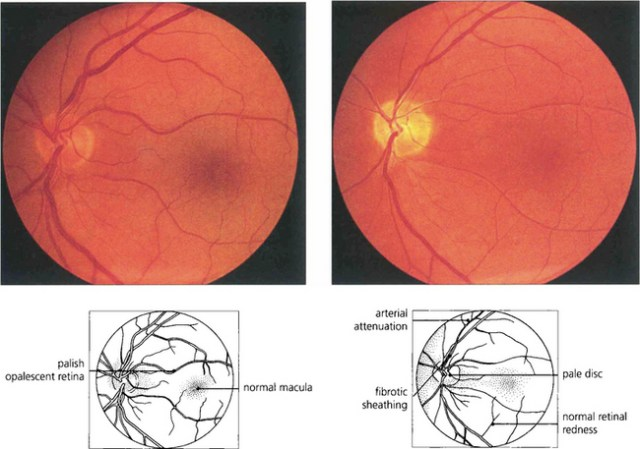 palish
opalescent retina
normal macula
arterial
attenuation
fibrotic
sheathing
pale disc
normal retinal
redness